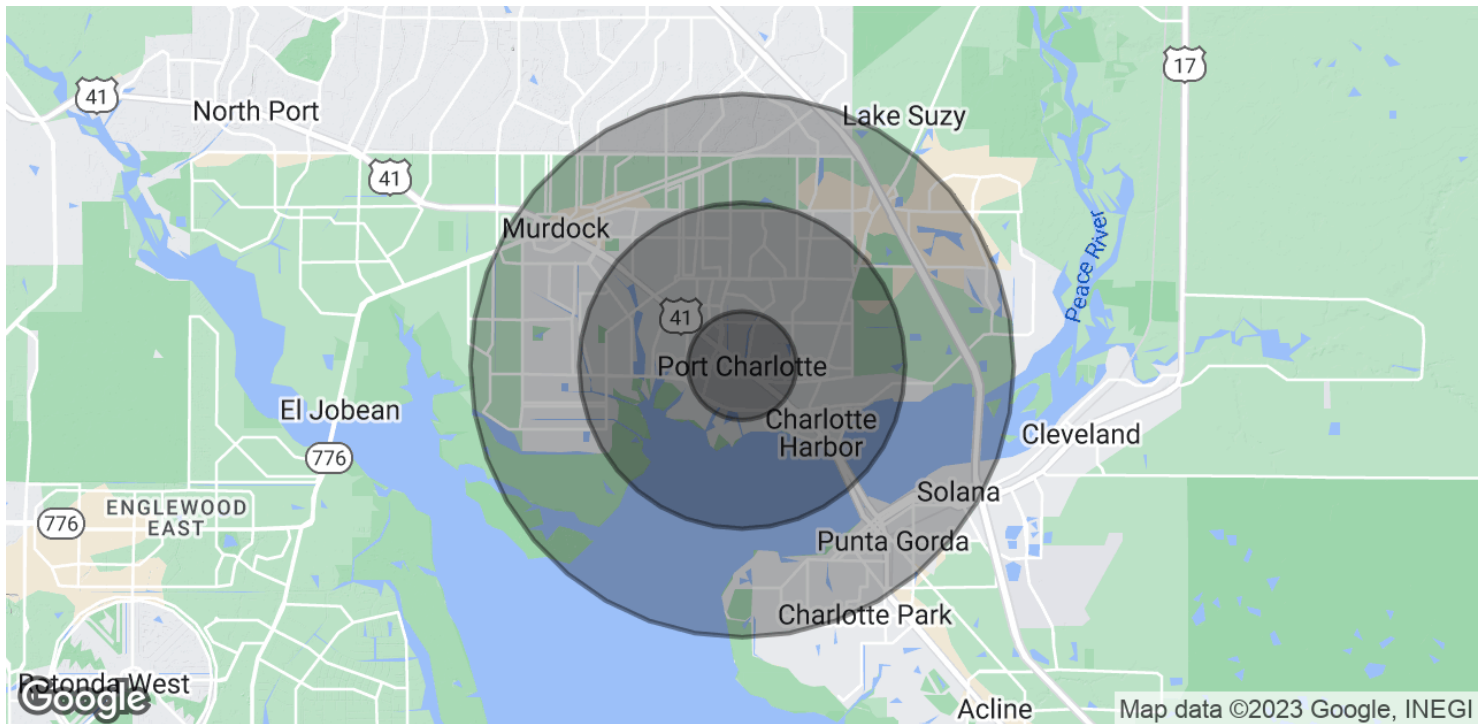 17
41
North Port
Lake Suzy
41
Murdock
Peace River
41
Port Charlotte
El Jobean
Charlotte
Harbor
Cleveland
776
Solana
ENGLEWOOD
EAST
776
Punta Gorda
Charlotte Park
Rotonda West
Google
Acline
Map data ©2023 Google, INEGI